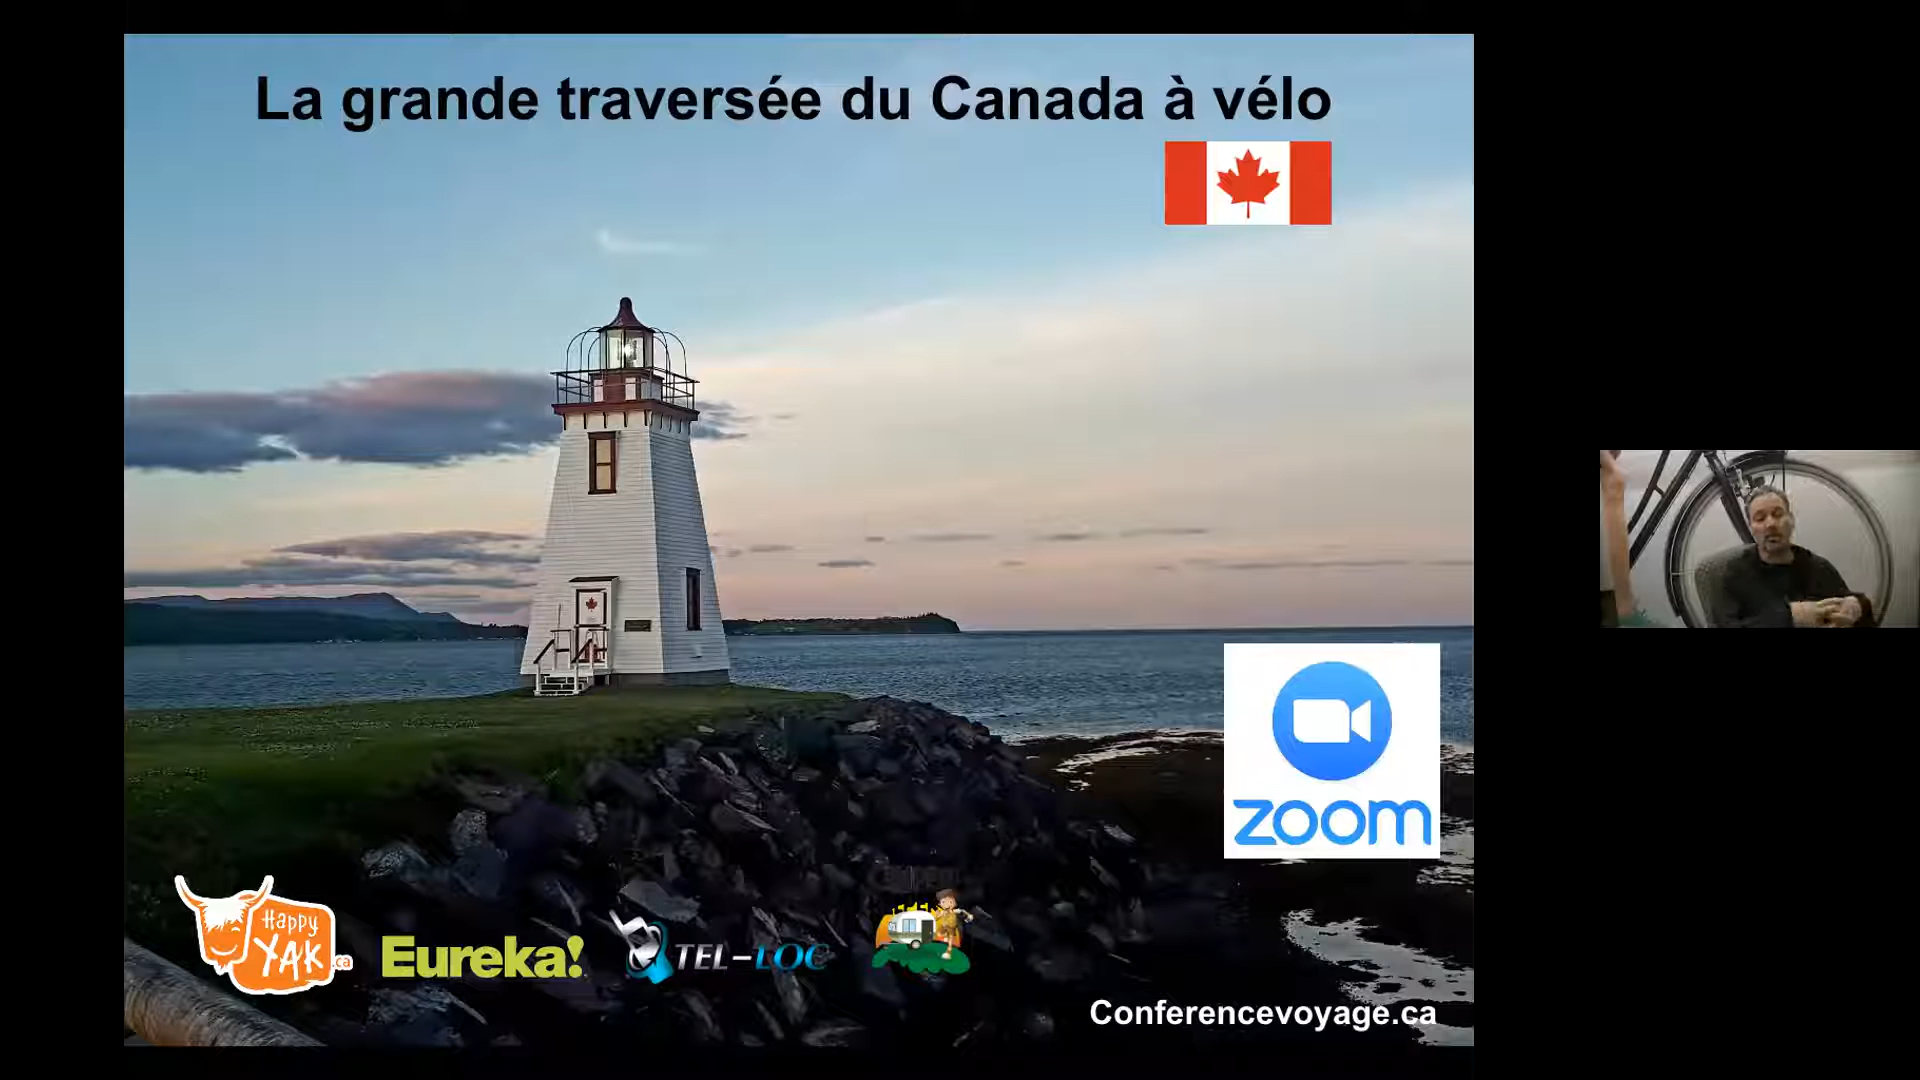 La grande traversée du Canada à vélo
zoom
Happy
YAK.ca
Eureka!
TEL-LOC
Conferencevoyage.ca